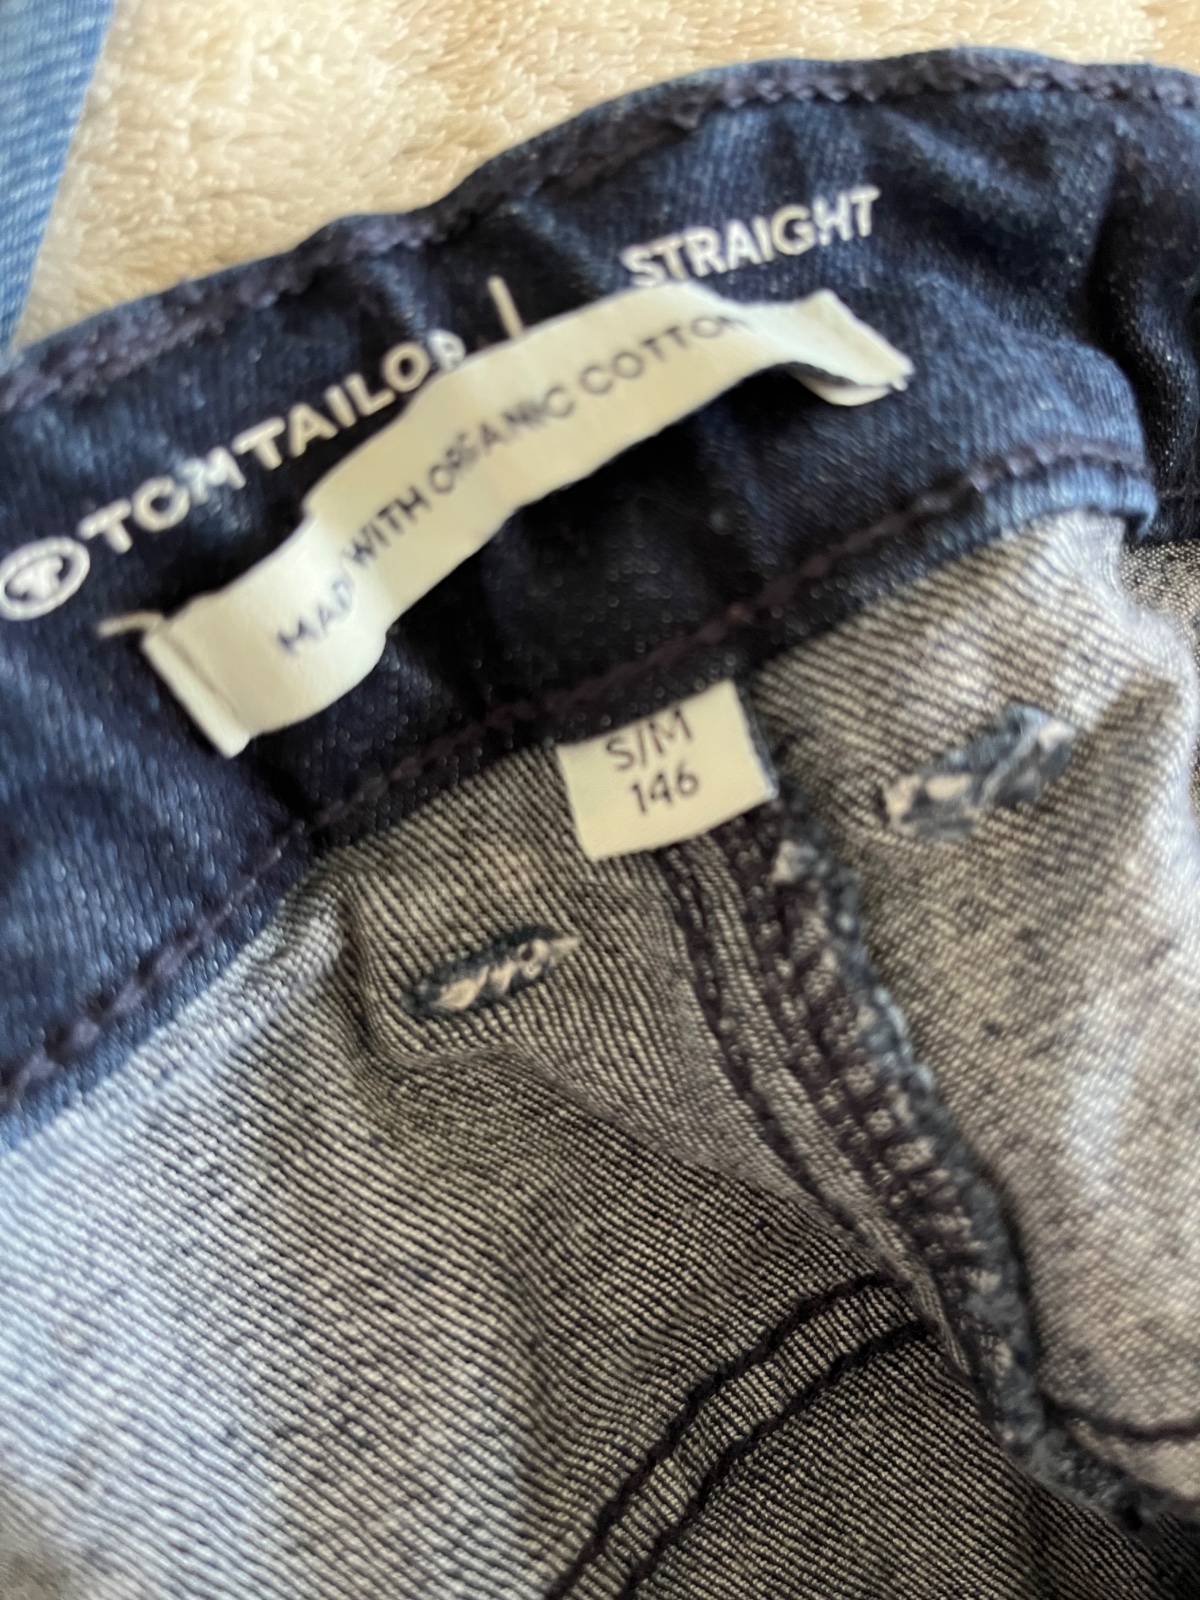 TOM TAILOR
STRAIGHT
MADE WITH ORGANIC COTTON
S/M
146